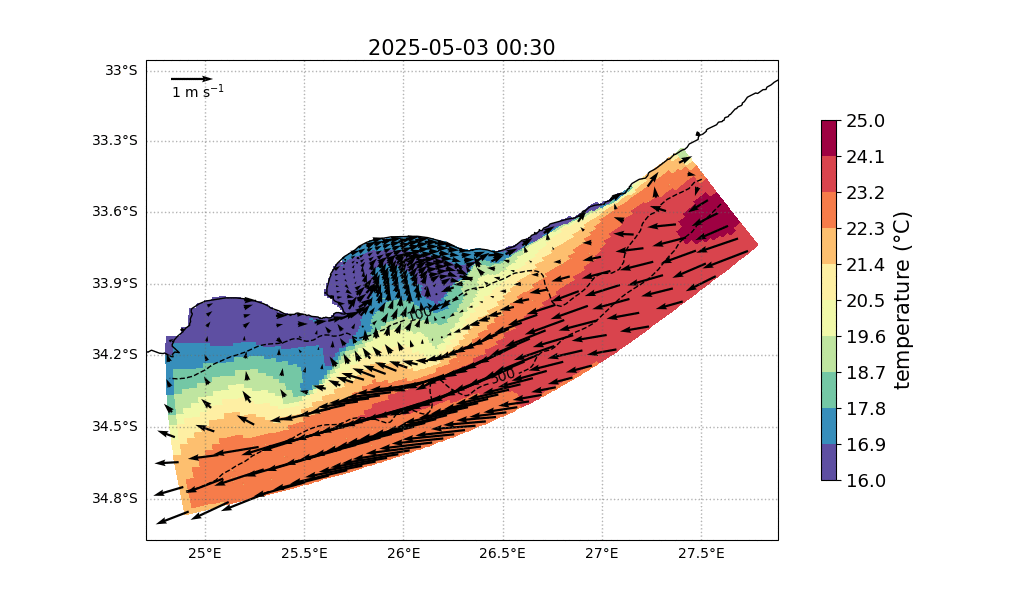 2025-05-03 00:30
1 m s⁻¹
33°S
33.3°S
33.6°S
33.9°S
34.2°S
34.5°S
34.8°S
100
500
25°E
25.5°E
26°E
26.5°E
27°E
27.5°E
25.0
24.1
23.2
22.3
21.4
20.5
19.6
18.7
17.8
16.9
16.0
temperature (°C)